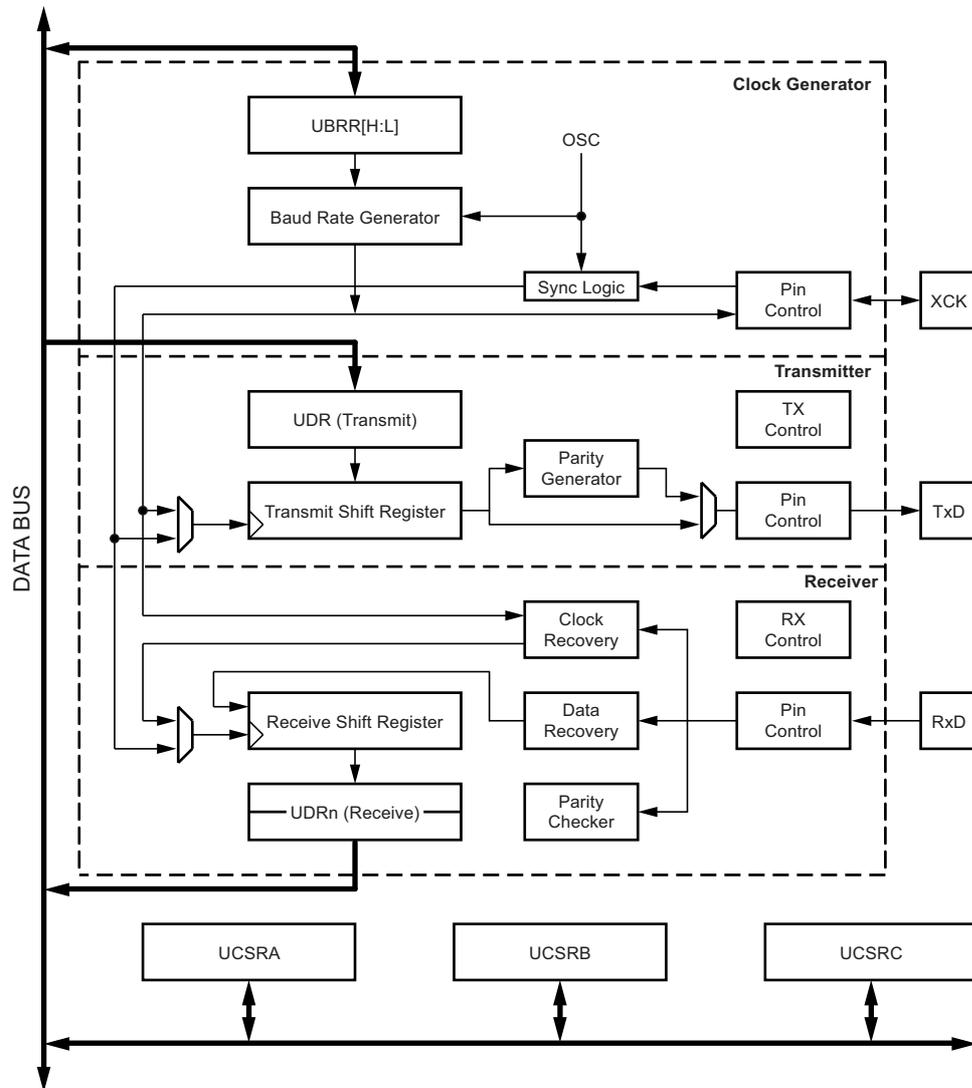 Clock Generator
UBRR[H:L]
OSC
Baud Rate Generator
Sync Logic
Pin
Control
XCK
Transmitter
UDR (Transmit)
TX
Control
Parity
Generator
Transmit Shift Register
Pin
Control
TxD
DATA BUS
Receiver
Clock
Recovery
RX
Control
Receive Shift Register
Data
Recovery
Pin
Control
RxD
UDRn (Receive)
Parity
Checker
UCSRA
UCSRB
UCSRC